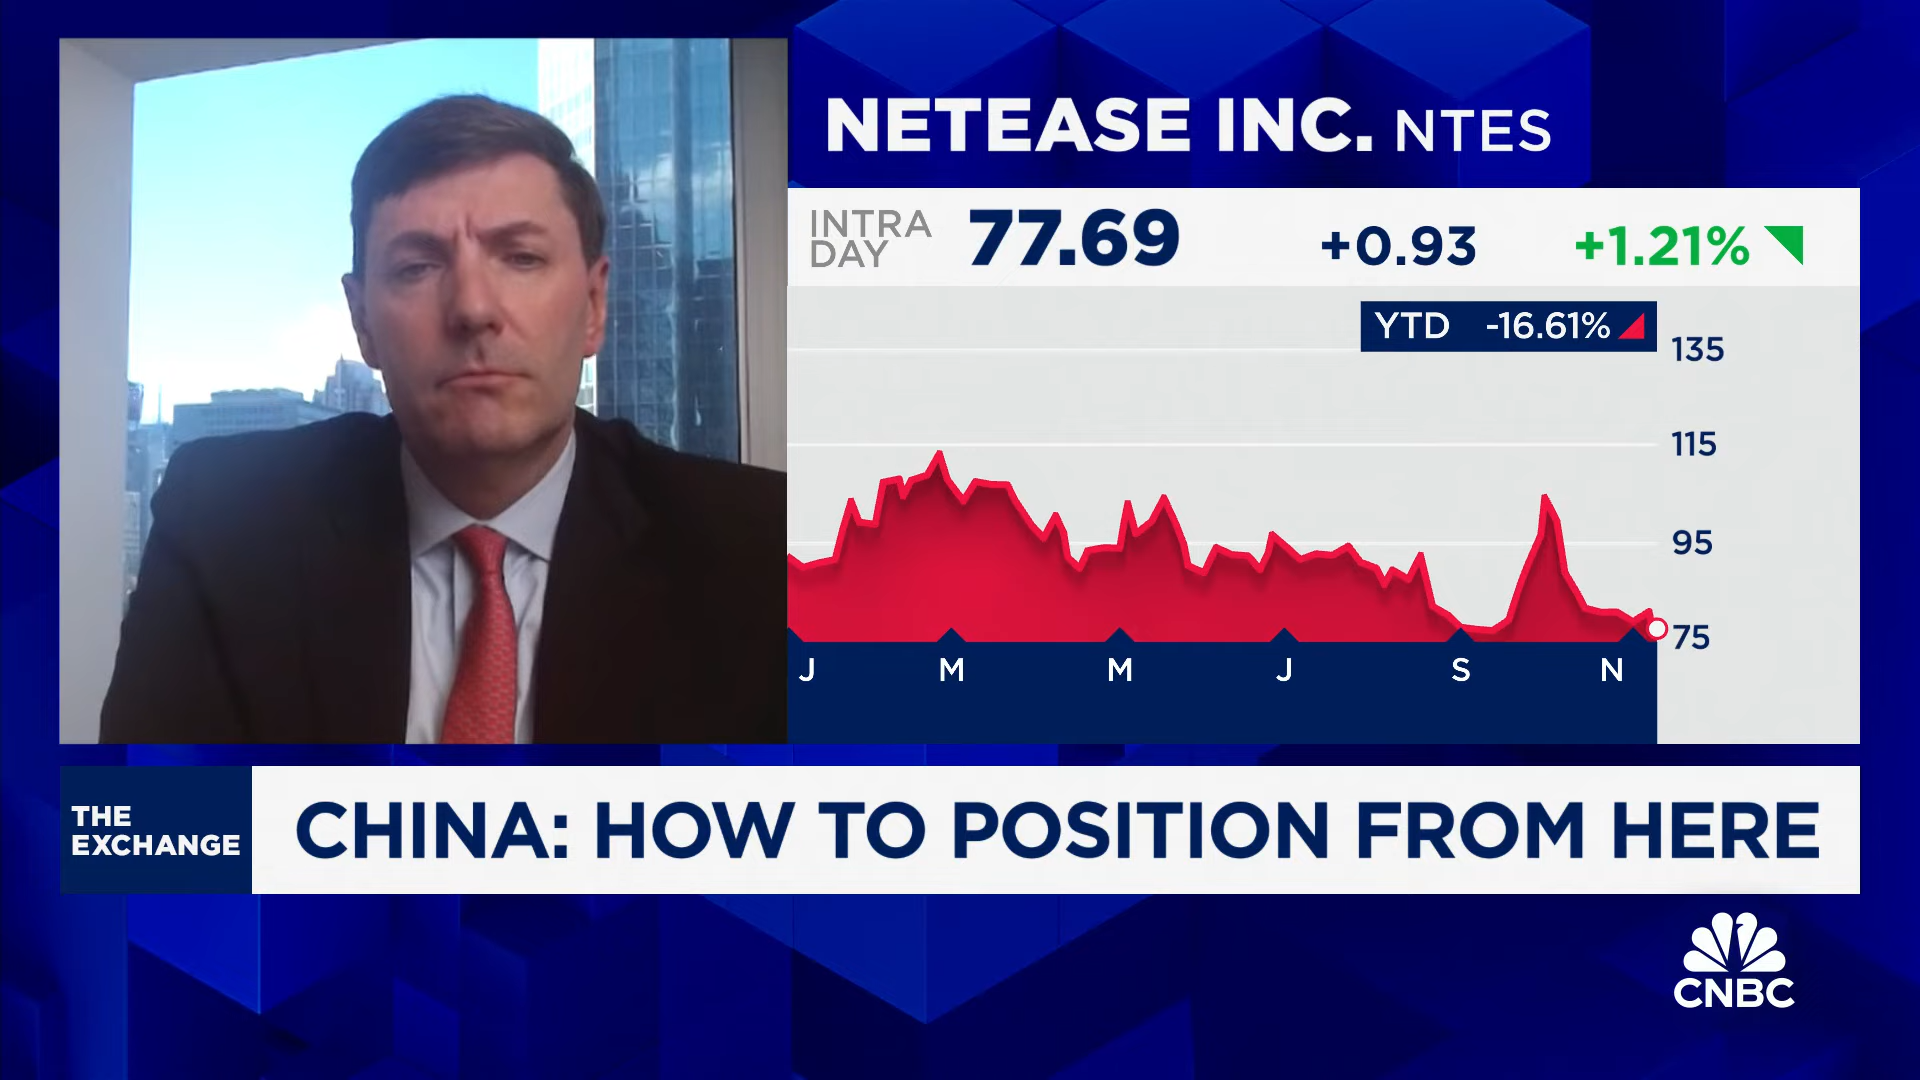 NETEASE INC. NTES
INTRA
DAY
77.69 +0.93 +1.21%
YTD -16.61%
135
115
95
75
J M M J S N
THE
EXCHANGE
CHINA: HOW TO POSITION FROM HERE
CNBC